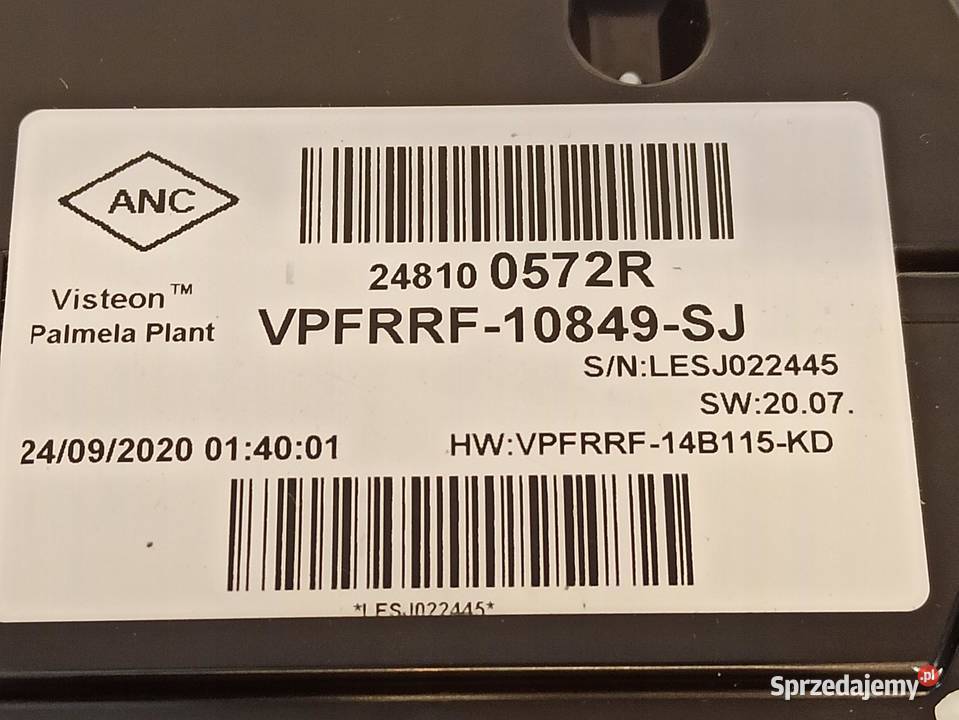 ANC
Visteon™
Palmela Plant
24810 0572R
VPFRRF-10849-SJ
S/N:LESJ022445
SW:20.07.
24/09/2020 01:40:01
HW:VPFRRF-14B115-KD
*LESJ022445*
Sprzedajemy.pl